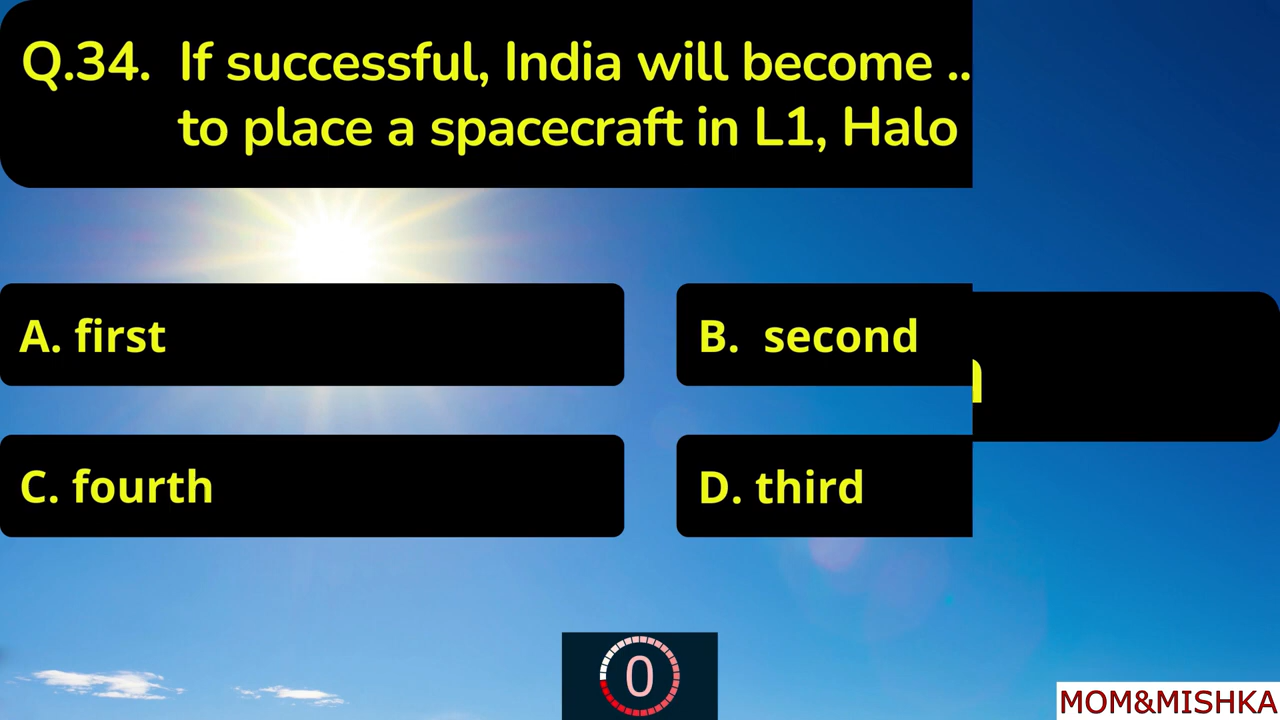 Q.34. If successful, India will become ..
to place a spacecraft in L1, Halo
A. first
B. second
C. fourth
D. third
0
MOM&MISHKA